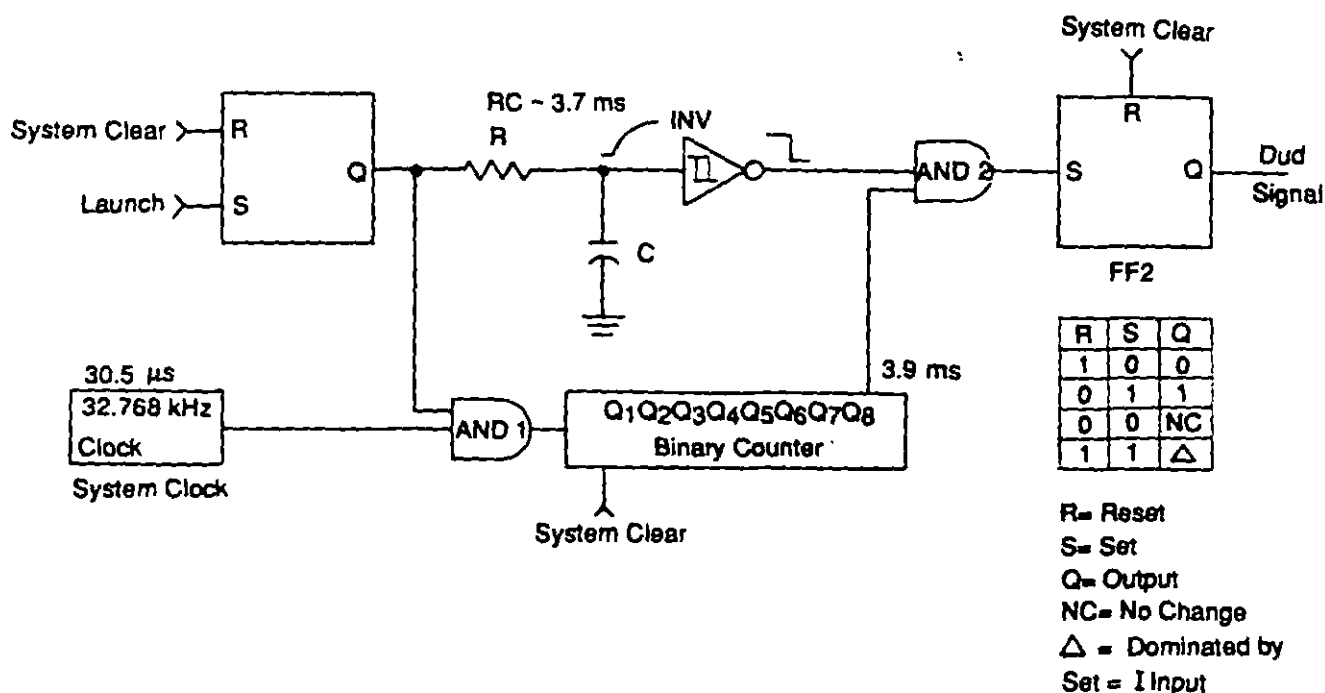 System Clear
RC ~ 3.7 ms
R
INV
System Clear
R
Q
Launch
S
AND 2
R
S
Q
Dud
Signal
C
FF2
30.5 µs
32.768 kHz
Clock
System Clock
AND 1
3.9 ms
Q1Q2Q3Q4Q5Q6Q7Q8
Binary Counter
System Clear
R S Q
1 0 0
0 1 1
0 0 NC
1 1 △
R= Reset
S= Set
Q= Output
NC= No Change
△ = Dominated by
Set = I Input